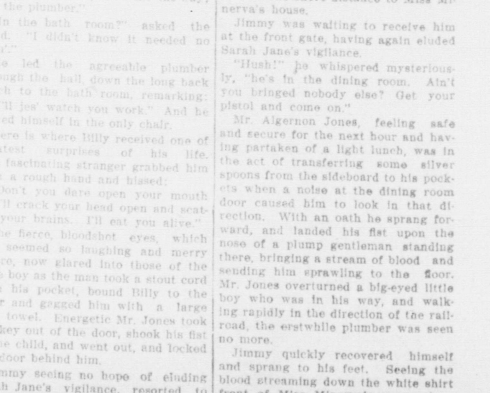 the plumber."
in the bath room?" asked the
"I didn't know it needed no
led the agreeable plumber
ough the hall, down the long back
ch to the bath room, remarking:
'll jes' watch you work." And he
ed himself in the only chair.
ere is where Billy received one of
atest surprises of his life.
fascinating stranger grabbed him
a rough hand and hissed:
on't you dare open your mouth
'll crack your head open and scat-
your brains. I'll eat you alive."
e fierce, bloodshot eyes, which
seemed so laughing and merry
re, now glared into those of the
boy as the man took a stout cord
his pocket, bound Billy to the
r and gagged him with a large
towel. Energetic Mr. Jones took
key out of the door, shook his fist
e child, and went out, and locked
door behind him.
mmy seeing no hope of eluding
h Jane's vigilance, resorted to
nerva's house.
Jimmy was waiting to receive him
at the front gate, having again eluded
Sarah Jane's vigilance.
"Hush!" he whispered mysterious-
ly, "he's in the dining room. Ain't
you bringed nobody else? Get your
pistol and come on."
Mr. Algernon Jones, feeling safe
and secure for the next hour and hav-
ing partaken of a light lunch, was in
the act of transferring some silver
spoons from the sideboard to his pock-
ets when a noise at the dining room
door caused him to look in that di-
rection. With an oath he sprang for-
ward, and landed his fist upon the
nose of a plump gentleman standing
there, bringing a stream of blood and
sending him sprawling to the floor.
Mr. Jones overturned a big-eyed little
boy who was in his way, and walk-
ing rapidly in the direction of the rail-
road, the erstwhile plumber was seen
no more.
Jimmy quickly recovered himself
and sprang to his feet. Seeing the
blood streaming down the white shirt